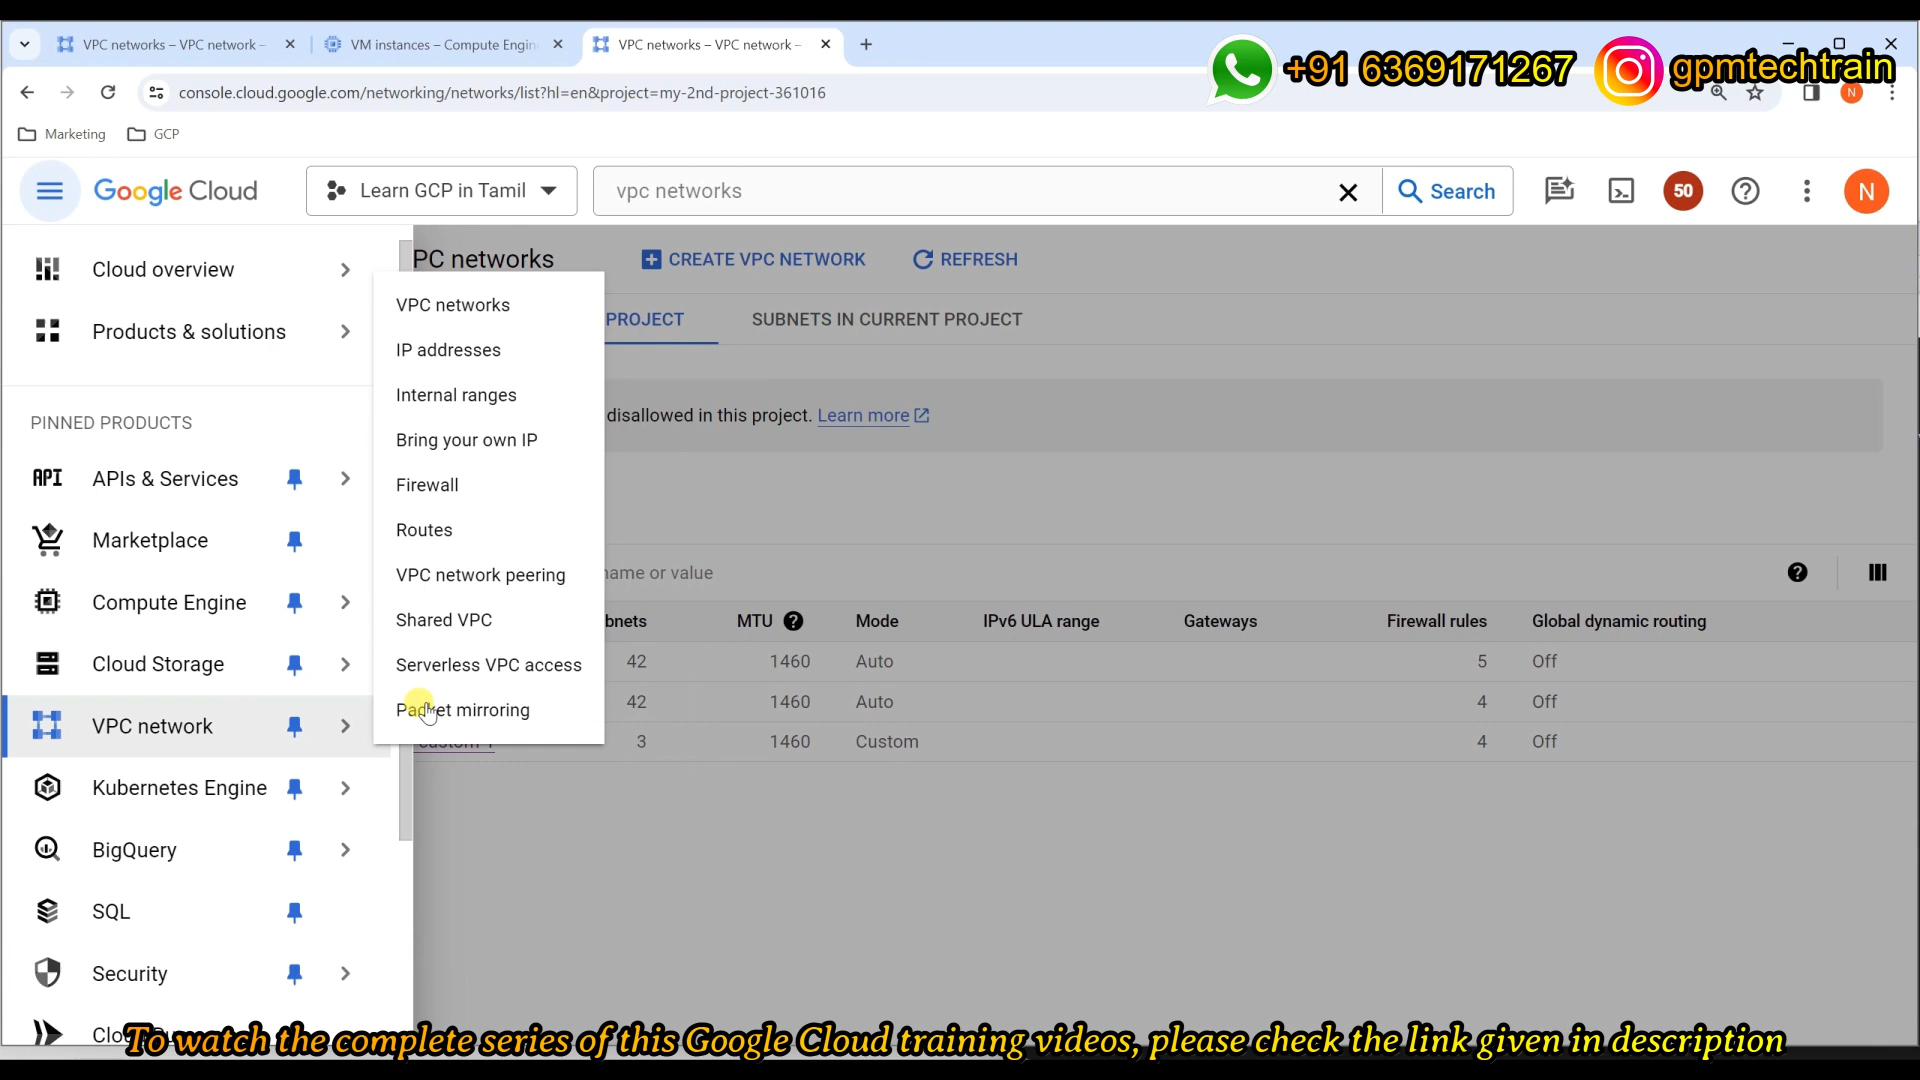 VPC networks – VPC network –
VM instances – Compute Engin
VPC networks – VPC network –
+91 6369171267
gpmtechtrain
console.cloud.google.com/networking/networks/list?hl=en&project=my-2nd-project-361016
N
Marketing
GCP
Google Cloud
Learn GCP in Tamil
vpc networks
Search
50
N
Cloud overview
Products & solutions
PINNED PRODUCTS
API APIs & Services
Marketplace
Compute Engine
Cloud Storage
VPC network
Kubernetes Engine
BigQuery
SQL
Security
VPC networks
IP addresses
Internal ranges
Bring your own IP
Firewall
Routes
VPC network peering
Shared VPC
Serverless VPC access
Packet mirroring
PC networks
CREATE VPC NETWORK
REFRESH
PROJECT
SUBNETS IN CURRENT PROJECT
disallowed in this project. Learn more
name or value
bnets MTU Mode IPv6 ULA range Gateways Firewall rules Global dynamic routing
42 1460 Auto 5 Off
42 1460 Auto 4 Off
3 1460 Custom 4 Off
To watch the complete series of this Google Cloud training videos, please check the link given in description